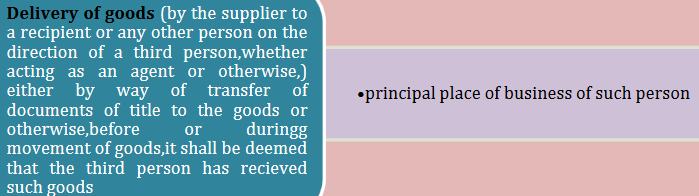 Delivery of goods (by the supplier to
a recipient or any other person on the
direction of a third person,whether
acting as an agent or otherwise,)
either by way of transfer of
documents of title to the goods or
otherwise,before or duringg
movement of goods,it shall be deemed
that the third person has recieved
such goods
•principal place of business of such person